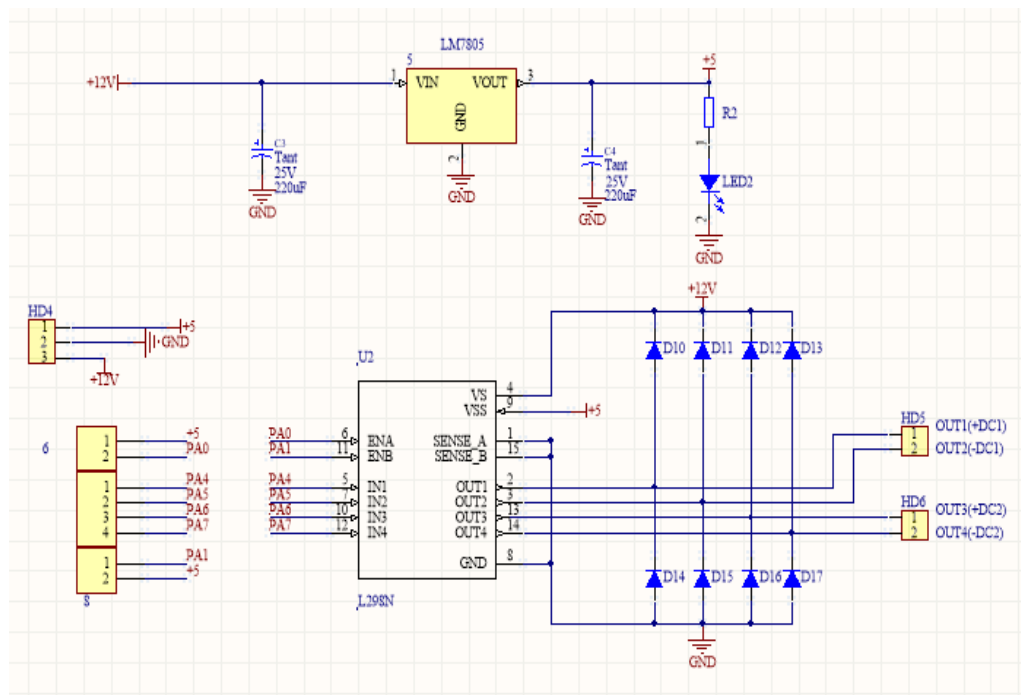 LM7805
5
+5
+12V
1
VIN
VOUT
3
GND
2
R2
1
C3
Tant
25V
220uF
GND
GND
C4
Tant
25V
220uF
GND
LED2
2
GND
+12V
HD4
1
2
3
+5
GND
+12V
U2
D10
D11
D12
D13
VS
4
VSS
9
+5
6
1
+5
2
PA0
PA0
6
ENA
PA1
11
ENB
SENSE_A
1
SENSE_B
15
HD5
1
OUT1(+DC1)
2
OUT2(-DC1)
1
PA4
2
PA5
3
PA6
4
PA7
PA4
5
IN1
PA5
7
IN2
PA6
10
IN3
PA7
12
IN4
OUT1
2
OUT2
3
OUT3
13
OUT4
14
HD6
1
OUT3(+DC2)
2
OUT4(-DC2)
1
PA1
2
+5
8
GND
8
D14
D15
D16
D17
L298N
GND